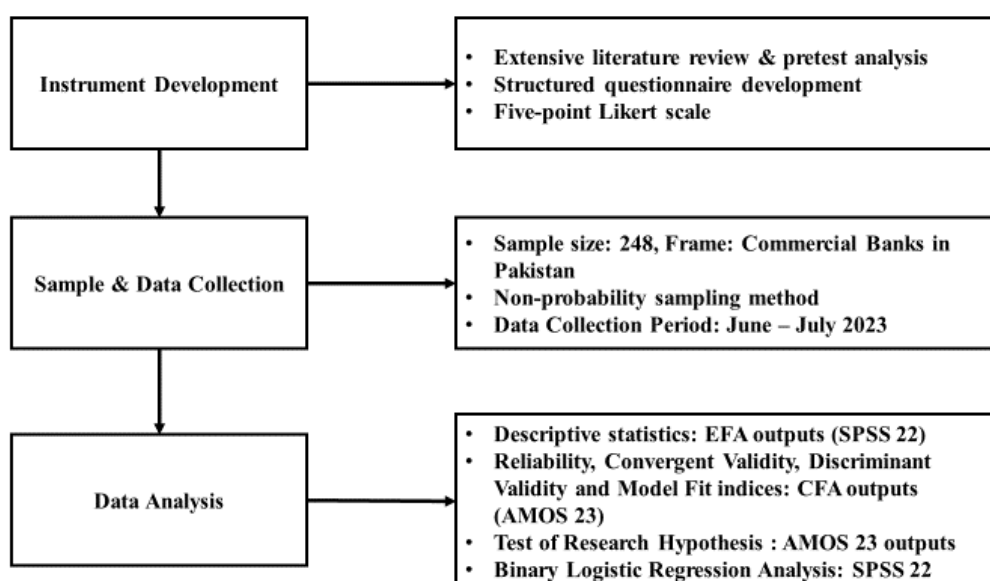 Instrument Development
• Extensive literature review & pretest analysis
• Structured questionnaire development
• Five-point Likert scale
Sample & Data Collection
• Sample size: 248, Frame: Commercial Banks in
Pakistan
• Non-probability sampling method
• Data Collection Period: June – July 2023
Data Analysis
• Descriptive statistics: EFA outputs (SPSS 22)
• Reliability, Convergent Validity, Discriminant
Validity and Model Fit indices: CFA outputs
(AMOS 23)
• Test of Research Hypothesis : AMOS 23 outputs
• Binary Logistic Regression Analysis: SPSS 22